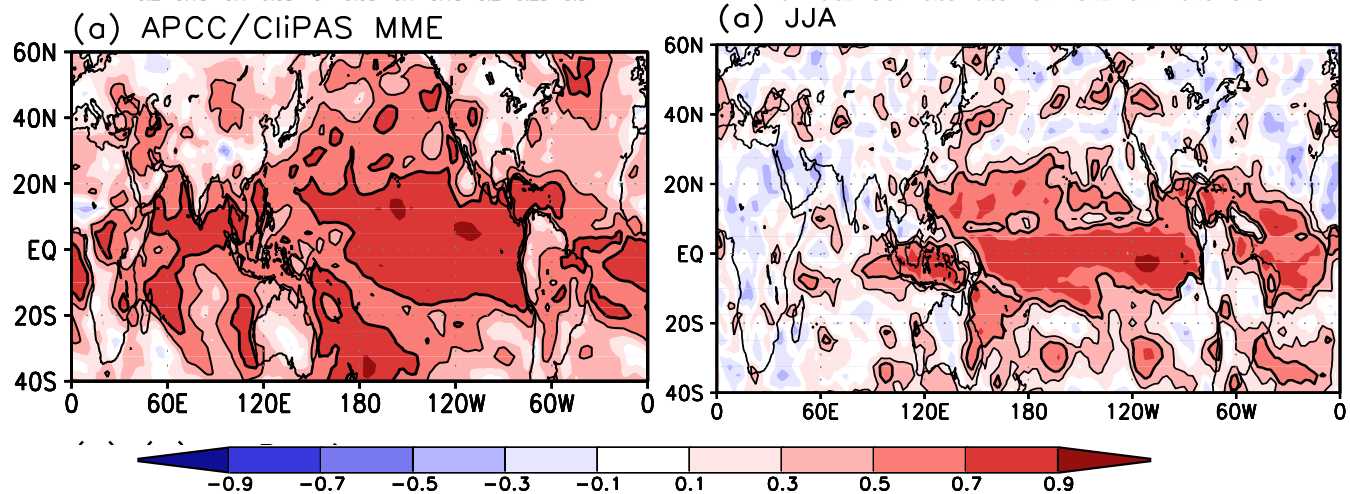 (a) APCC/CliPAS MME
(a) JJA
60N
40N
20N
EQ
20S
40S
0 60E 120E 180 120W 60W 0
60N
40N
20N
EQ
20S
40S
0 60E 120E 180 120W 60W 0
-0.9 -0.7 -0.5 -0.3 -0.1 0.1 0.3 0.5 0.7 0.9